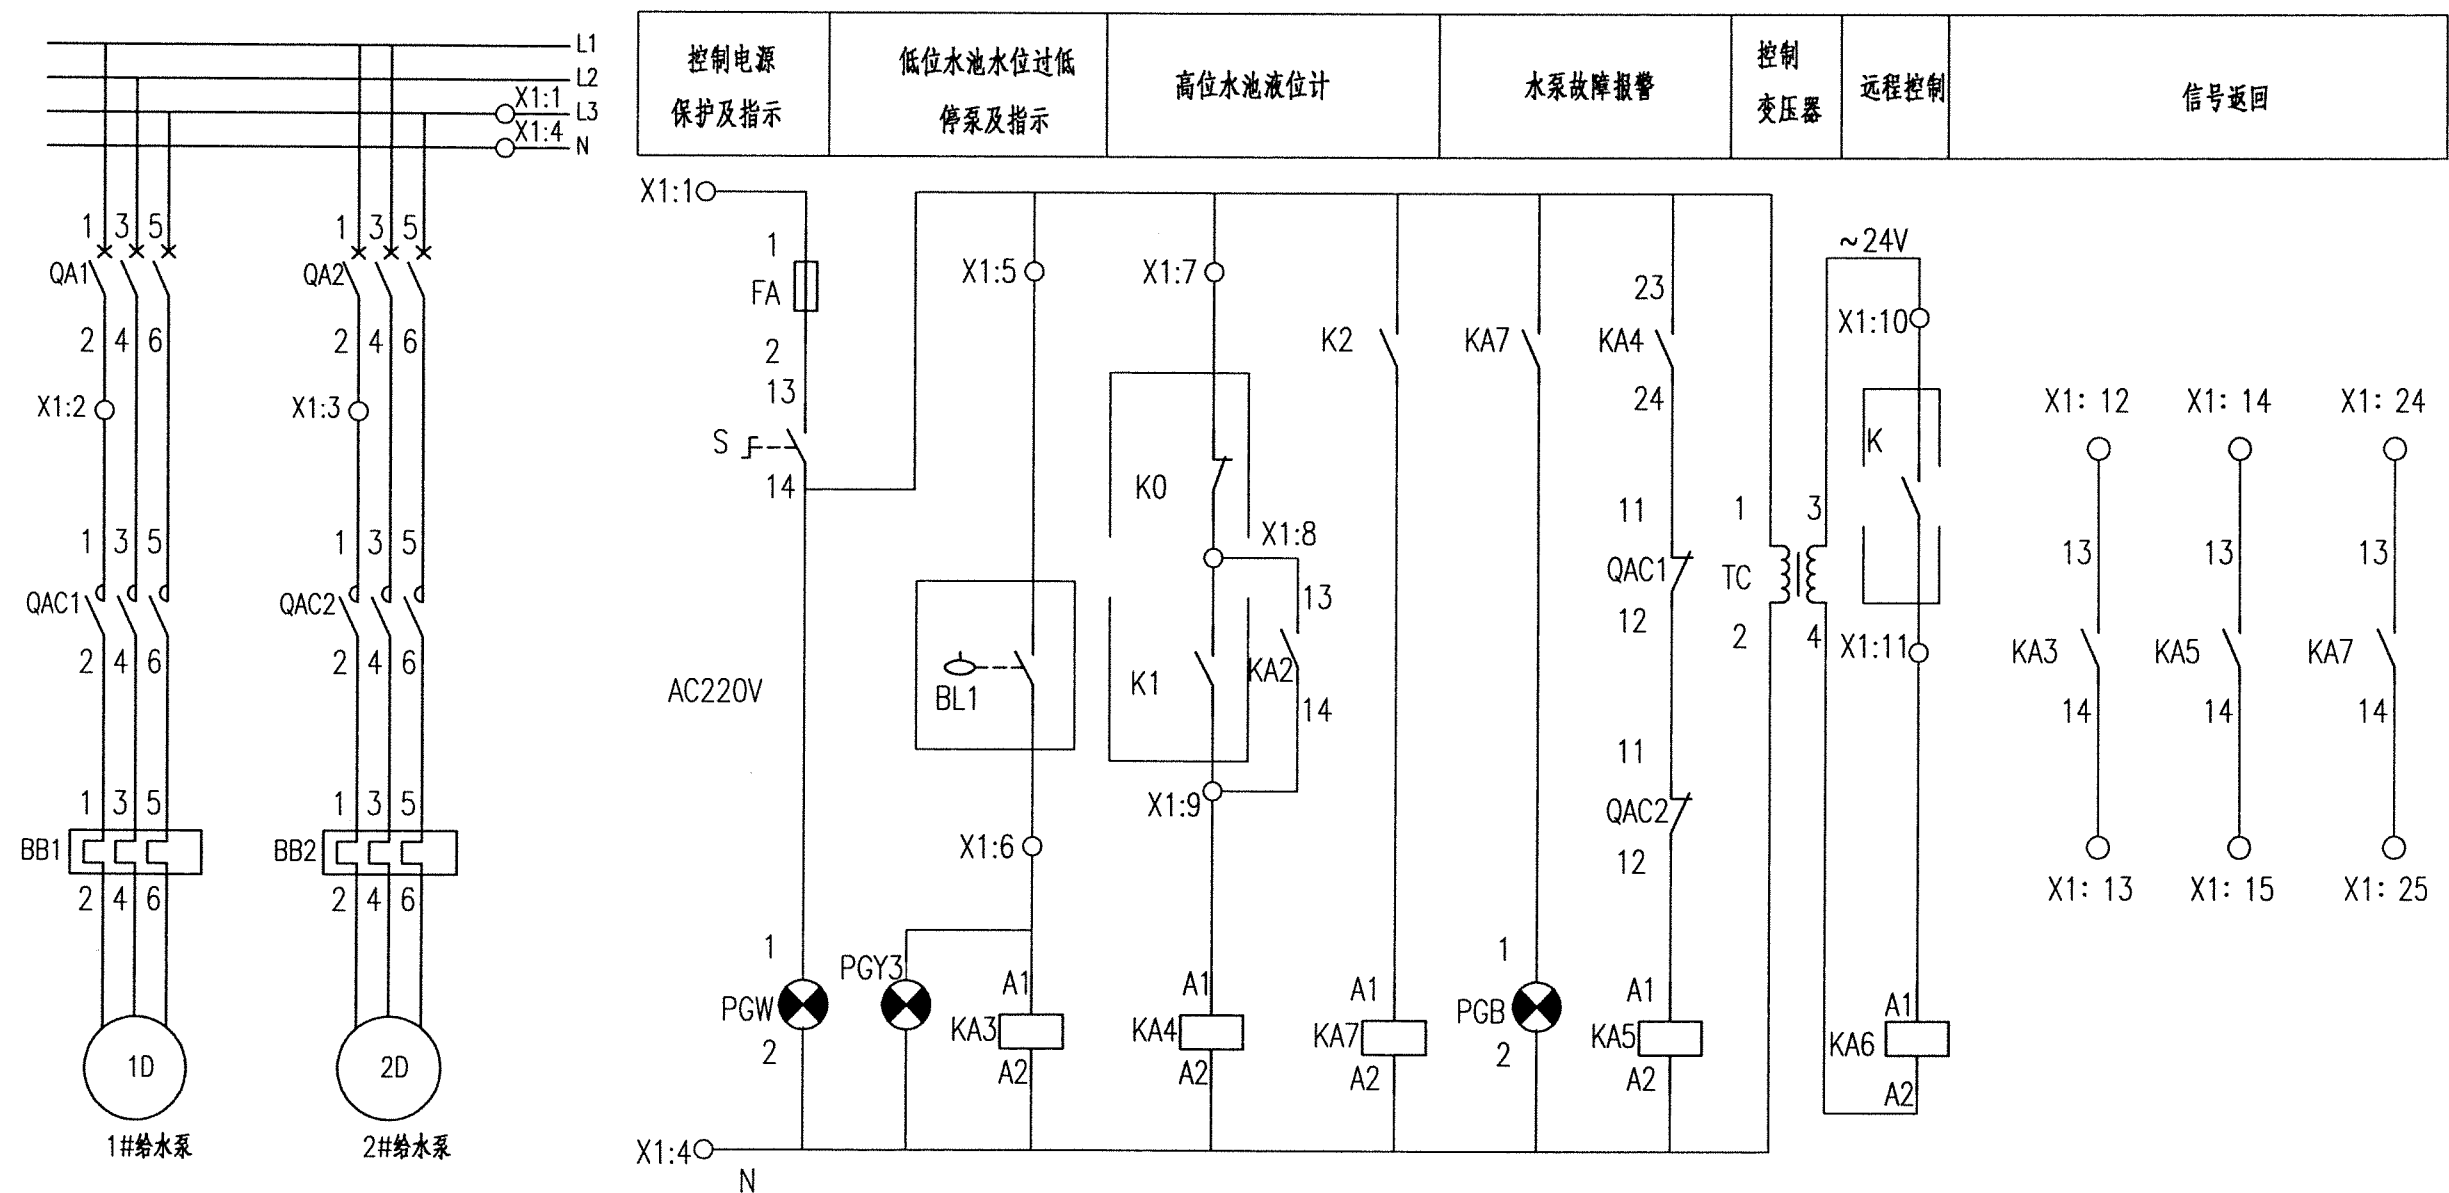 L1
L2
X1:1
L3
X1:4
N
1 3 5
QA1
2 4 6
X1:2
1 3 5
QAC1
2 4 6
1 3 5
BB1
2 4 6
1D
1#给水泵
1 3 5
QA2
2 4 6
X1:3
1 3 5
QAC2
2 4 6
1 3 5
BB2
2 4 6
2D
2#给水泵
控制电源
保护及指示
低位水池水位过低
停泵及指示
高位水池液位计
水泵故障报警
控制
变压器
远程控制
信号返回
X1:1
1
FA
2
13
S
14
AC220V
1
PGW
2
X1:4
N
X1:5
BL1
X1:6
PGY3
A1
KA3
A2
X1:7
K0
X1:8
13
K1
KA2
14
X1:9
A1
KA4
A2
K2
A1
KA7
A2
KA7
1
PGB
2
23
KA4
24
11
QAC1
12
11
QAC2
12
A1
KA5
A2
1
TC
2
3
4
~24V
X1:10
K
X1:11
A1
KA6
A2
X1: 12
13
KA3
14
X1: 13
X1: 14
13
KA5
14
X1: 15
X1: 24
13
KA7
14
X1: 25